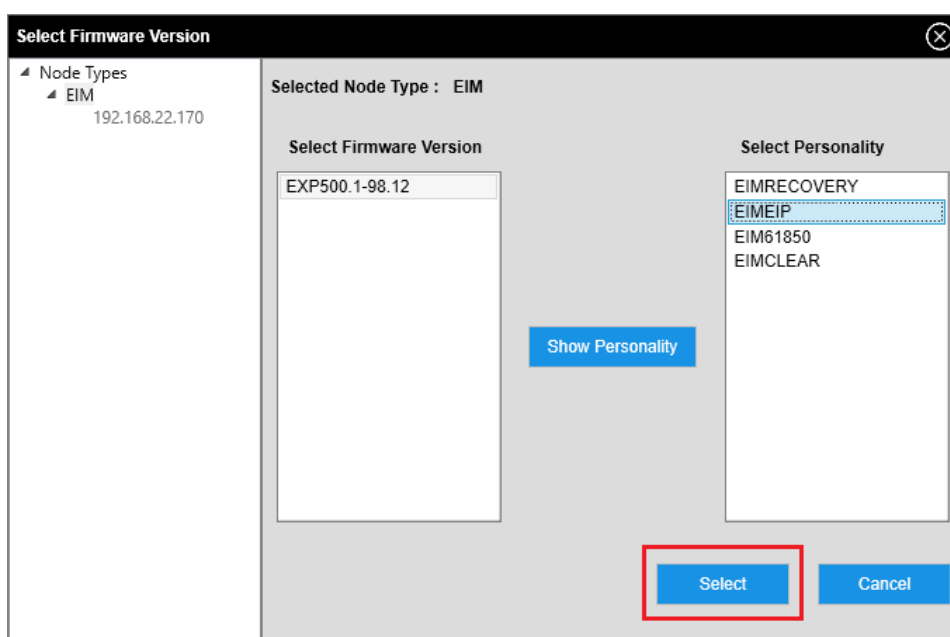 Select Firmware Version
Node Types
EIM
192.168.22.170
Selected Node Type : EIM
Select Firmware Version
EXP500.1-98.12
Show Personality
Select Personality
EIMRECOVERY
EIMEIP
EIM61850
EIMCLEAR
Select
Cancel